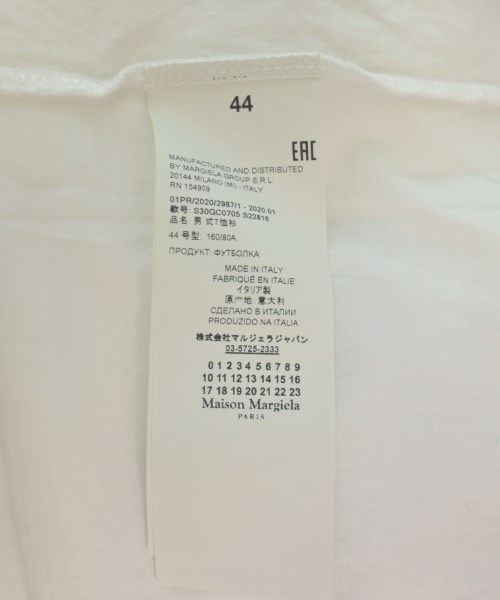 44
EAC
MANUFACTURED AND DISTRIBUTED
BY MARGIELA GROUP S.R.L.
20144 MILANO (MI) - ITALY
RN 154909
01PR/2020/2987/1 - 2020 01
款号: S30GC0705 S22816
品名: 男 式T恤衫
44 号型: 160/80A
ПРОДУКТ: ФУТБОЛКА
MADE IN ITALY
FABRIQUÉ EN ITALIE
イタリア製
原产地: 意大利
СДЕЛАНО В ИТАЛИИ
PRODUZIDO NA ITALIA
株式会社マルジェラジャパン
03-5725-2333
0 1 2 3 4 5 6 7 8 9
10 11 12 13 14 15 16
17 18 19 20 21 22 23
Maison Margiela
PARIS